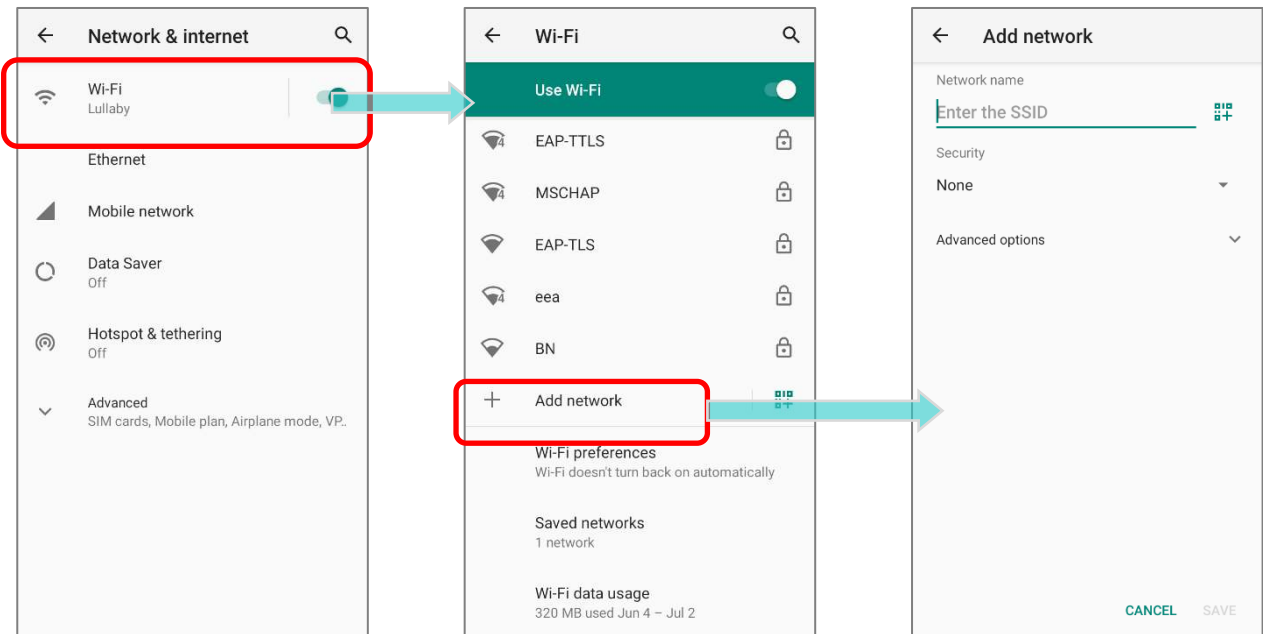 Network & internet
Wi-Fi
Lullaby
Ethernet
Mobile network
Data Saver
Off
Hotspot & tethering
Off
Advanced
SIM cards, Mobile plan, Airplane mode, VP..
Wi-Fi
Use Wi-Fi
EAP-TTLS
MSCHAP
EAP-TLS
eea
BN
Add network
Wi-Fi preferences
Wi-Fi doesn't turn back on automatically
Saved networks
1 network
Wi-Fi data usage
320 MB used Jun 4 – Jul 2
Add network
Network name
Enter the SSID
Security
None
Advanced options
CANCEL SAVE